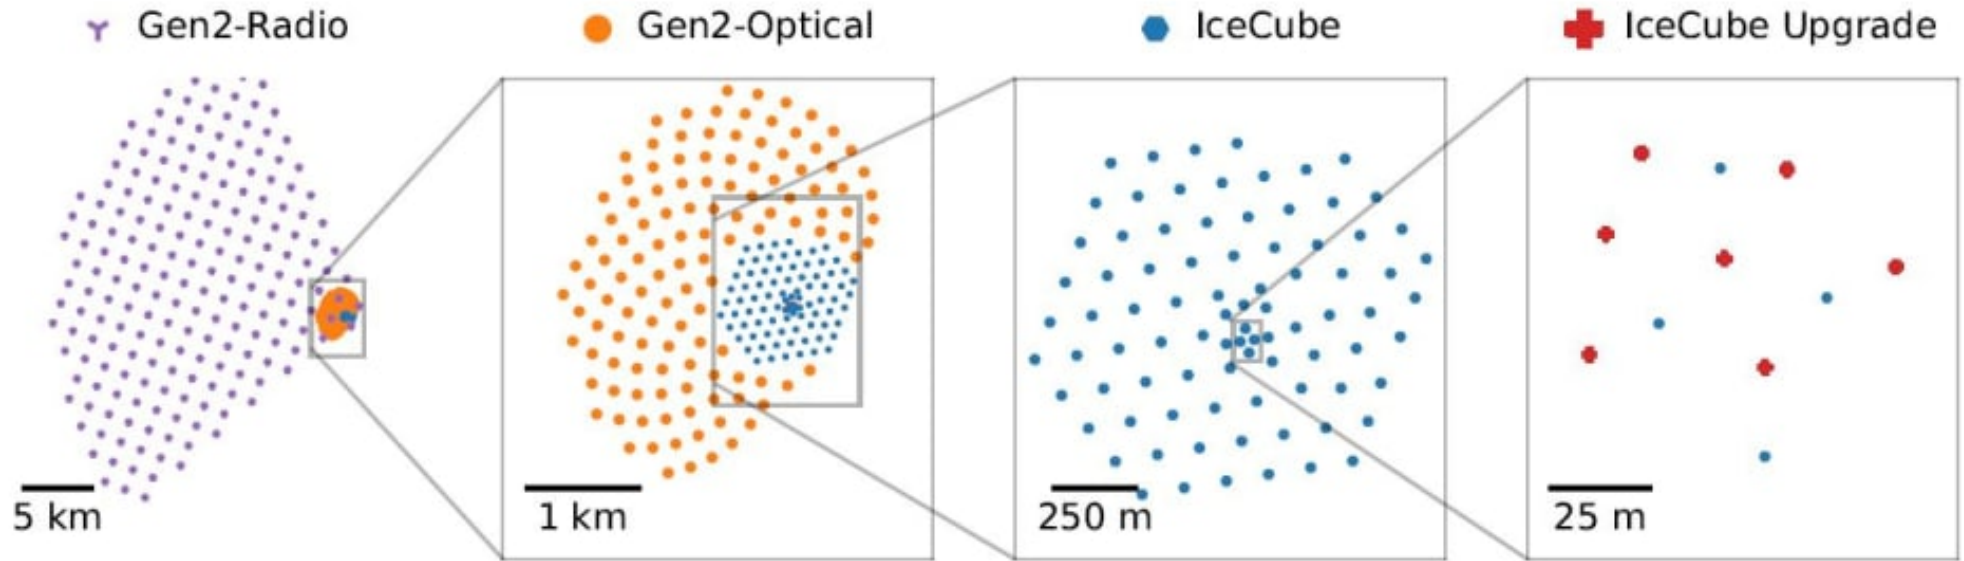 Gen2-Radio
Gen2-Optical
IceCube
IceCube Upgrade
5 km
1 km
250 m
25 m